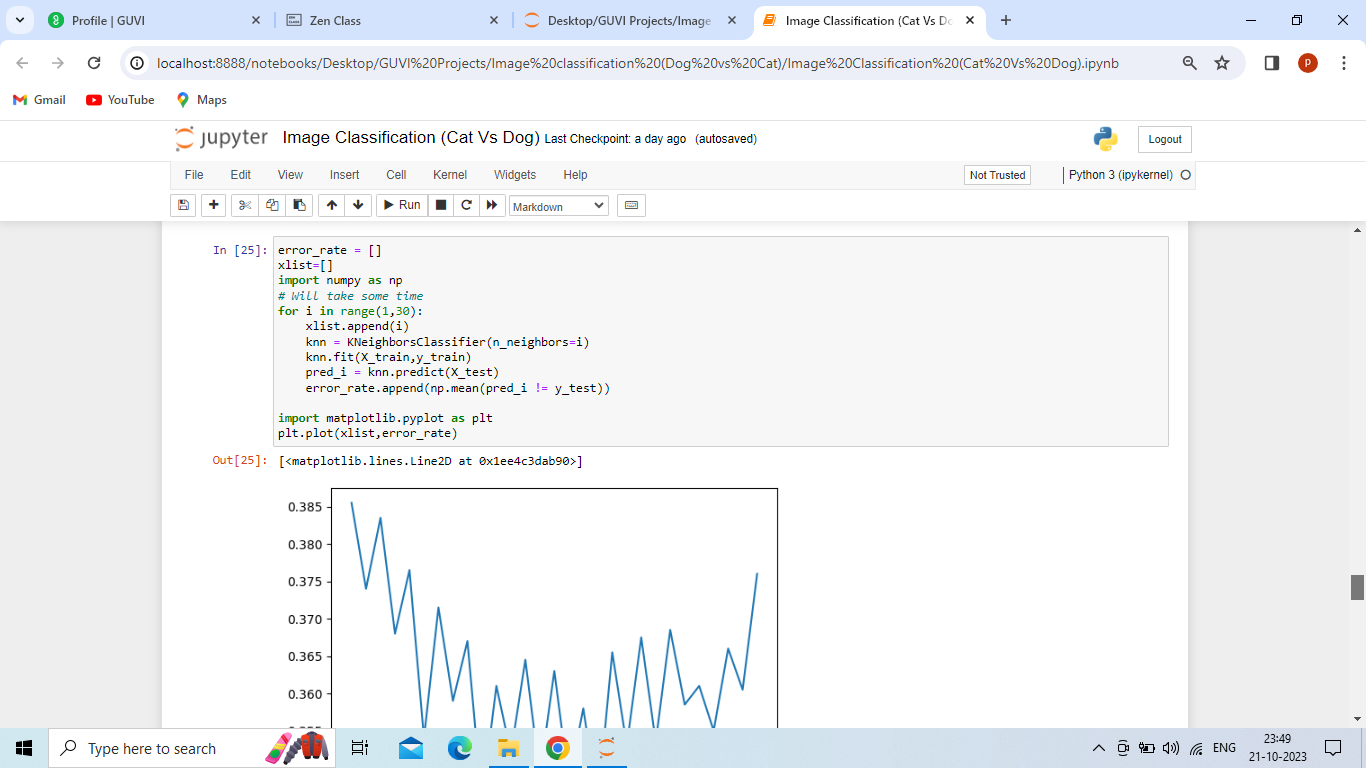 Profile | GUVI
Zen Class
Desktop/GUVI Projects/Image
Image Classification (Cat Vs Do
localhost:8888/notebooks/Desktop/GUVI%20Projects/Image%20classification%20(Dog%20vs%20Cat)/Image%20Classification%20(Cat%20Vs%20Dog).ipynb
p
Gmail
YouTube
Maps
jupyter Image Classification (Cat Vs Dog) Last Checkpoint: a day ago (autosaved)
Logout
File Edit View Insert Cell Kernel Widgets Help
Not Trusted
Python 3 (ipykernel)
Run
Markdown
In [25]: error_rate = []
xlist=[]
import numpy as np
# Will take some time
for i in range(1,30):
    xlist.append(i)
    knn = KNeighborsClassifier(n_neighbors=i)
    knn.fit(X_train,y_train)
    pred_i = knn.predict(X_test)
    error_rate.append(np.mean(pred_i != y_test))
import matplotlib.pyplot as plt
plt.plot(xlist,error_rate)
Out[25]: [<matplotlib.lines.Line2D at 0x1ee4c3dab90>]
0.385
0.380
0.375
0.370
0.365
0.360
Type here to search
ENG
23:49
21-10-2023